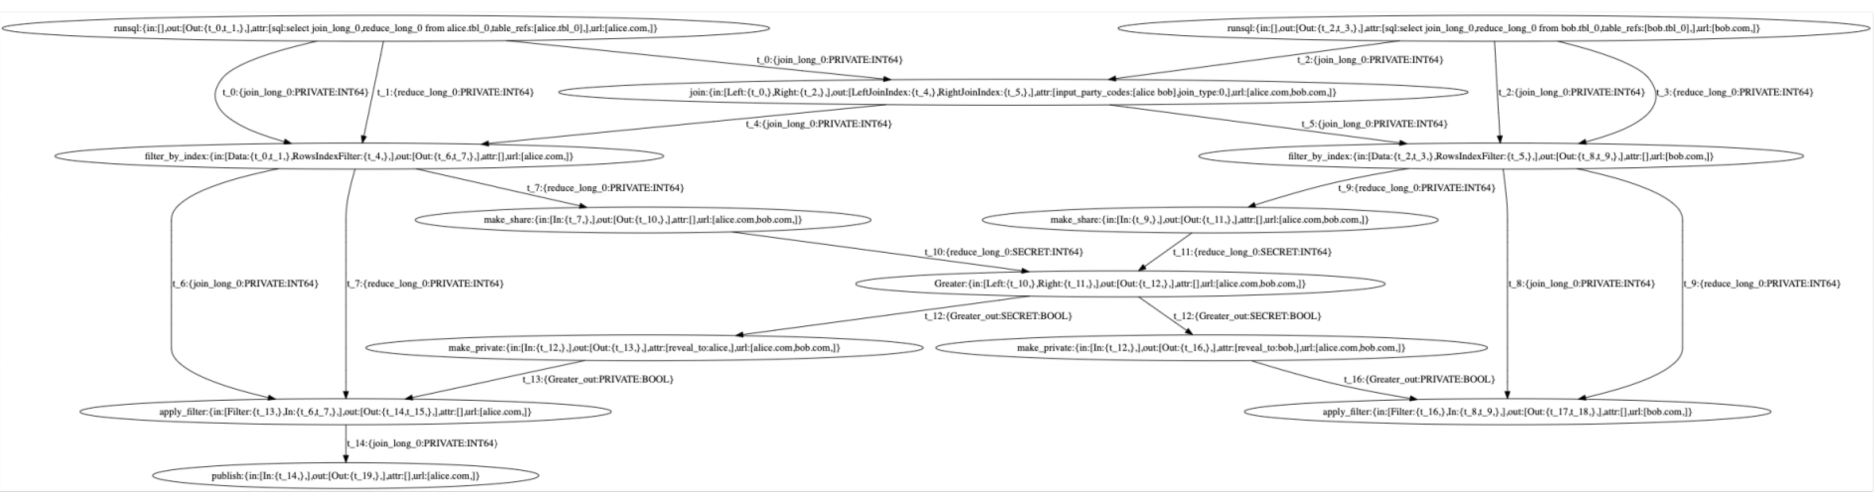 runsql:{in:[],out:[Out:{t_0,t_1,},],attr:[sql:select join_long_0,reduce_long_0 from alice.tbl_0,table_refs:[alice.tbl_0],],url:[alice.com,]}
runsql:{in:[],out:[Out:{t_2,t_3,},],attr:[sql:select join_long_0,reduce_long_0 from bob.tbl_0,table_refs:[bob.tbl_0],],url:[bob.com,]}
t_0:{join_long_0:PRIVATE:INT64}
t_2:{join_long_0:PRIVATE:INT64}
t_0:{join_long_0:PRIVATE:INT64}
t_1:{reduce_long_0:PRIVATE:INT64}
join:{in:[Left:{t_0,},Right:{t_2,},],out:[LeftJoinIndex:{t_4,},RightJoinIndex:{t_5,},],attr:[input_party_codes:[alice bob],join_type:0,],url:[alice.com,bob.com,]}
t_2:{join_long_0:PRIVATE:INT64}
t_3:{reduce_long_0:PRIVATE:INT64}
t_4:{join_long_0:PRIVATE:INT64}
t_5:{join_long_0:PRIVATE:INT64}
filter_by_index:{in:[Data:{t_0,t_1,},RowsIndexFilter:{t_4,},],out:[Out:{t_6,t_7,},],attr:[],url:[alice.com,]}
filter_by_index:{in:[Data:{t_2,t_3,},RowsIndexFilter:{t_5,},],out:[Out:{t_8,t_9,},],attr:[],url:[bob.com,]}
t_7:{reduce_long_0:PRIVATE:INT64}
t_9:{reduce_long_0:PRIVATE:INT64}
make_share:{in:[In:{t_7,},],out:[Out:{t_10,},],attr:[],url:[alice.com,bob.com,]}
make_share:{in:[In:{t_9,},],out:[Out:{t_11,},],attr:[],url:[alice.com,bob.com,]}
t_10:{reduce_long_0:SECRET:INT64}
t_11:{reduce_long_0:SECRET:INT64}
t_6:{join_long_0:PRIVATE:INT64}
t_7:{reduce_long_0:PRIVATE:INT64}
Greater:{in:[Left:{t_10,},Right:{t_11,},],out:[Out:{t_12,},],attr:[],url:[alice.com,bob.com,]}
t_8:{join_long_0:PRIVATE:INT64}
t_9:{reduce_long_0:PRIVATE:INT64}
t_12:{Greater_out:SECRET:BOOL}
t_12:{Greater_out:SECRET:BOOL}
make_private:{in:[In:{t_12,},],out:[Out:{t_13,},],attr:[reveal_to:alice,],url:[alice.com,bob.com,]}
make_private:{in:[In:{t_12,},],out:[Out:{t_16,},],attr:[reveal_to:bob,],url:[alice.com,bob.com,]}
t_13:{Greater_out:PRIVATE:BOOL}
t_16:{Greater_out:PRIVATE:BOOL}
apply_filter:{in:[Filter:{t_13,},In:{t_6,t_7,},],out:[Out:{t_14,t_15,},],attr:[],url:[alice.com,]}
apply_filter:{in:[Filter:{t_16,},In:{t_8,t_9,},],out:[Out:{t_17,t_18,},],attr:[],url:[bob.com,]}
t_14:{join_long_0:PRIVATE:INT64}
publish:{in:[In:{t_14,},],out:[Out:{t_19,},],attr:[],url:[alice.com,]}